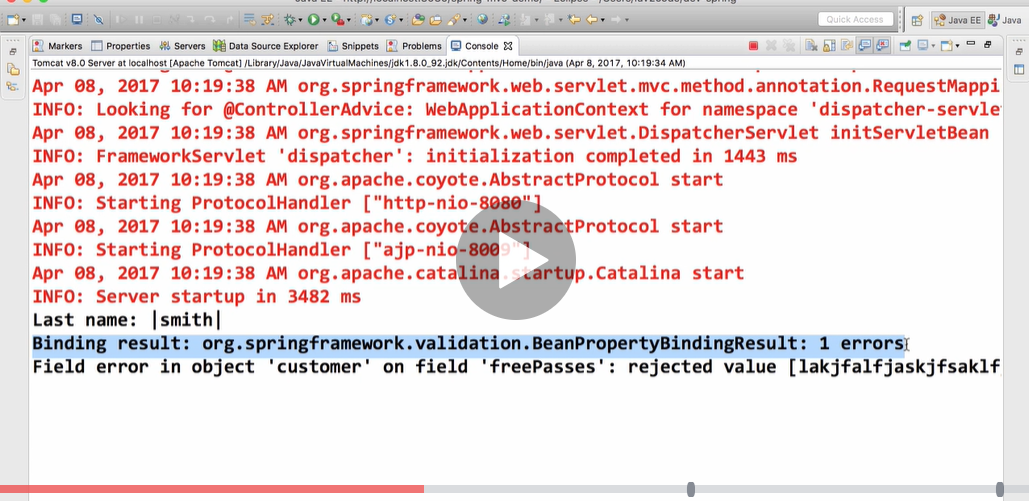 Quick Access
Java EE
Java
Markers
Properties
Servers
Data Source Explorer
Snippets
Problems
Console
Tomcat v8.0 Server at localhost [Apache Tomcat] /Library/Java/JavaVirtualMachines/jdk1.8.0_92.jdk/Contents/Home/bin/java (Apr 8, 2017, 10:19:34 AM)
Apr 08, 2017 10:19:38 AM org.springframework.web.servlet.mvc.method.annotation.RequestMappi
INFO: Looking for @ControllerAdvice: WebApplicationContext for namespace 'dispatcher-servle
Apr 08, 2017 10:19:38 AM org.springframework.web.servlet.DispatcherServlet initServletBean
INFO: FrameworkServlet 'dispatcher': initialization completed in 1443 ms
Apr 08, 2017 10:19:38 AM org.apache.coyote.AbstractProtocol start
INFO: Starting ProtocolHandler ["http-nio-8080"]
Apr 08, 2017 10:19:38 AM org.apache.coyote.AbstractProtocol start
INFO: Starting ProtocolHandler ["ajp-nio-8009"]
Apr 08, 2017 10:19:38 AM org.apache.catalina.startup.Catalina start
INFO: Server startup in 3482 ms
Last name: |smith|
Binding result: org.springframework.validation.BeanPropertyBindingResult: 1 errors
Field error in object 'customer' on field 'freePasses': rejected value [lakjfalfjaskjfsaklf